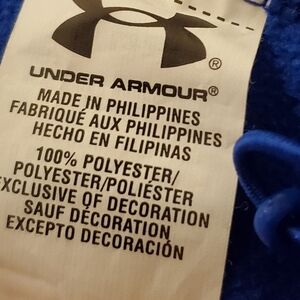 UNDER ARMOUR®
MADE IN PHILIPPINES
FABRIQUÉ AUX PHILIPPINES
HECHO EN FILIPINAS
100% POLYESTER/
POLYESTER/POLIÉSTER
EXCLUSIVE OF DECORATION
SAUF DÉCORATION
EXCEPTO DECORACIÓN